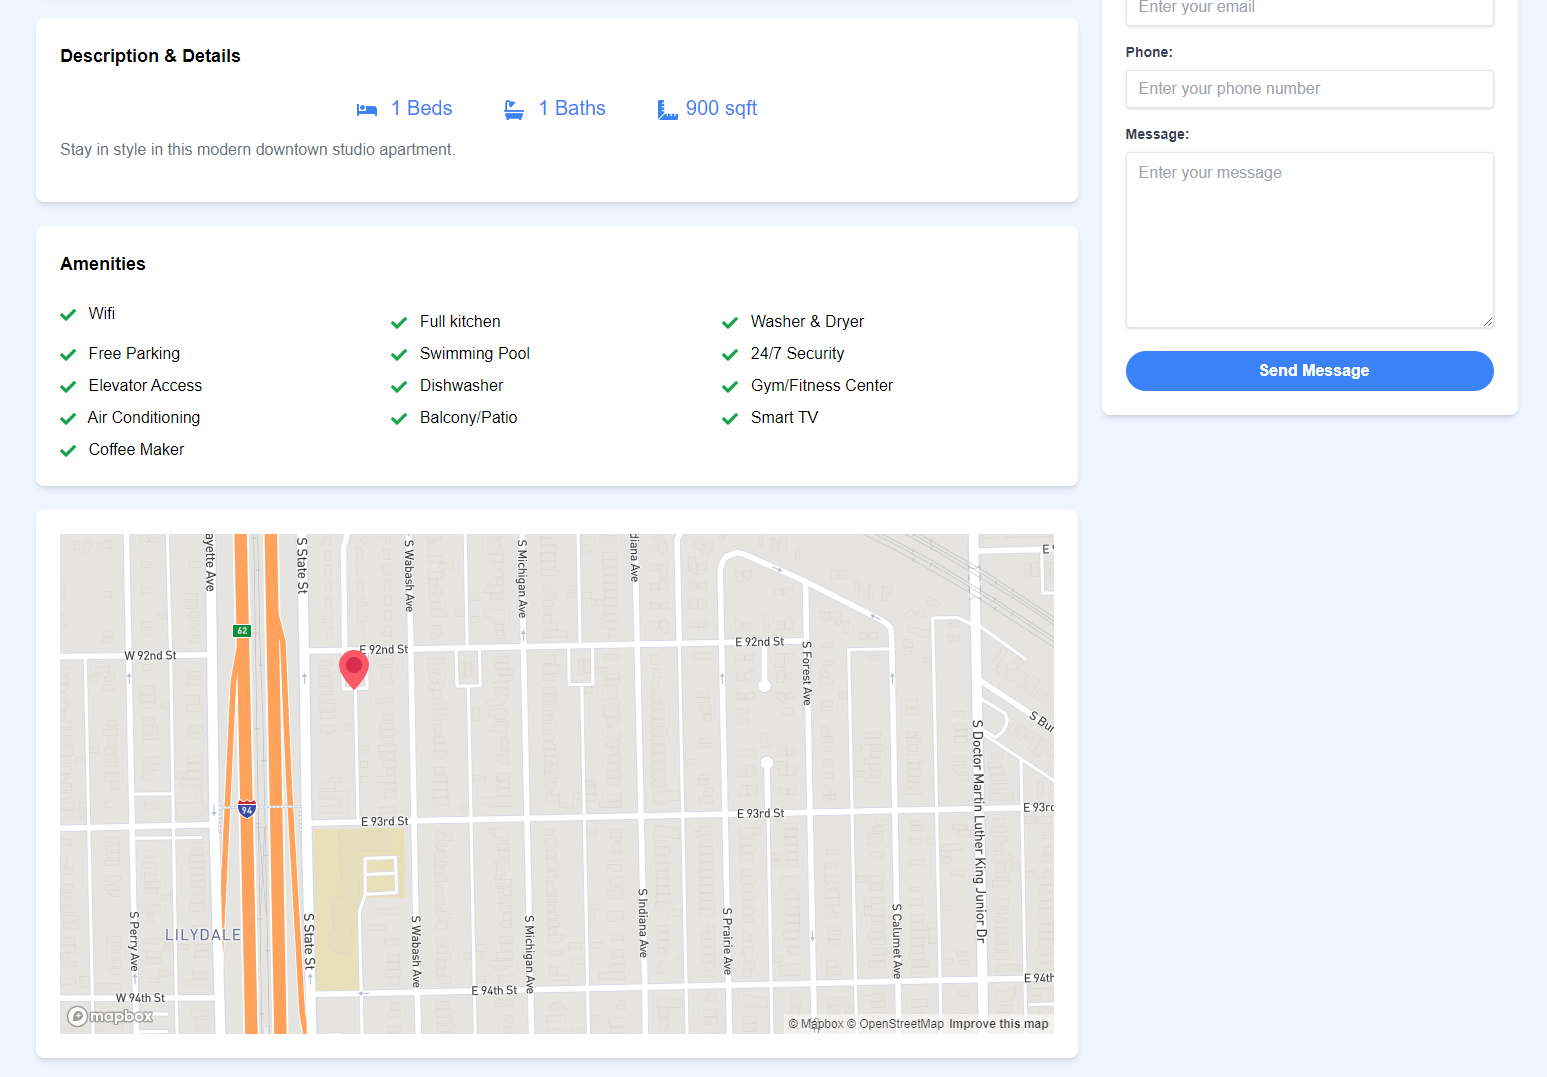 Enter your email
Phone:
Enter your phone number
Message:
Enter your message
Send Message
Description & Details
1 Beds
1 Baths
900 sqft
Stay in style in this modern downtown studio apartment.
Amenities
Wifi
Full kitchen
Washer & Dryer
Free Parking
Swimming Pool
24/7 Security
Elevator Access
Dishwasher
Gym/Fitness Center
Air Conditioning
Balcony/Patio
Smart TV
Coffee Maker
ayette Ave
S State St
S Wabash Ave
S Michigan Ave
diana Ave
62
W 92nd St
E 92nd St
E 92nd St
S Forest Ave
S Doctor Martin Luther King Junior Dr
94
E 93rd St
E 93rd St
E 93rd
LILYDALE
S Perry Ave
S State St
S Wabash Ave
S Michigan Ave
S Indiana Ave
S Prairie Ave
S Calumet Ave
W 94th St
E 94th St
E 94th
mapbox
© Mapbox © OpenStreetMap Improve this map